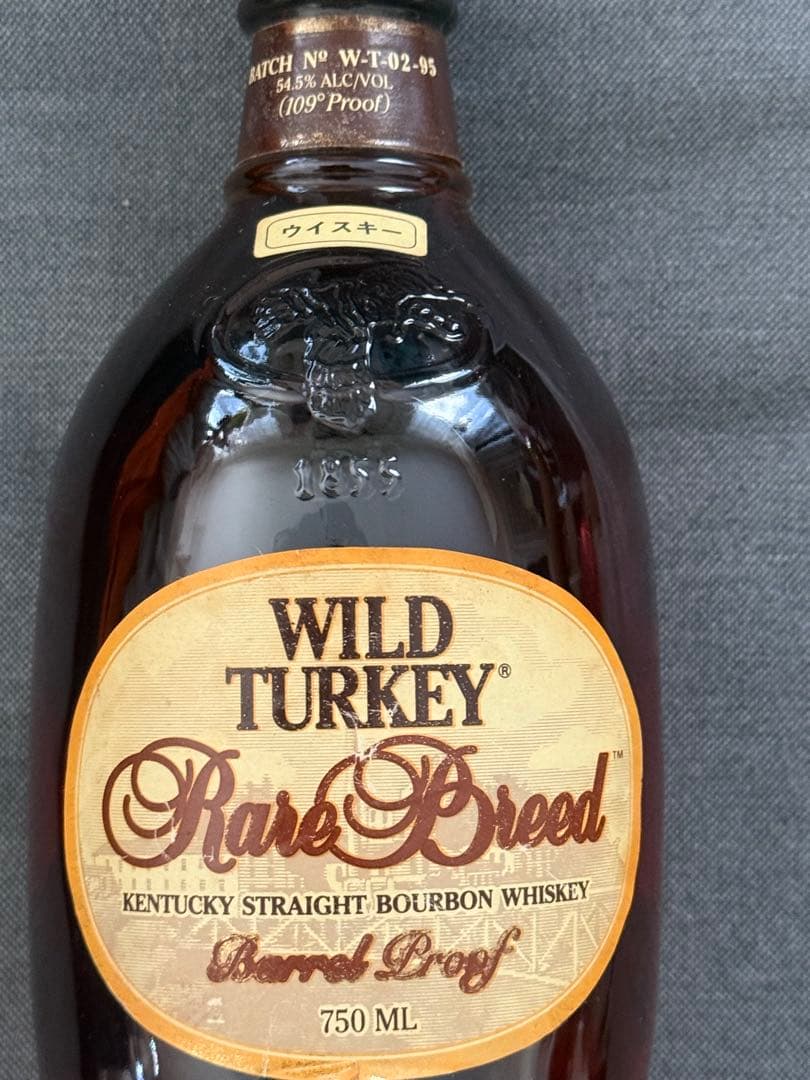 BATCH Nº W-T-02-95
54.5% ALC/VOL
(109° Proof)
ウイスキー
1855
WILD
TURKEY®
Rare Breed™
KENTUCKY STRAIGHT BOURBON WHISKEY
Barrel Proof
750 ML